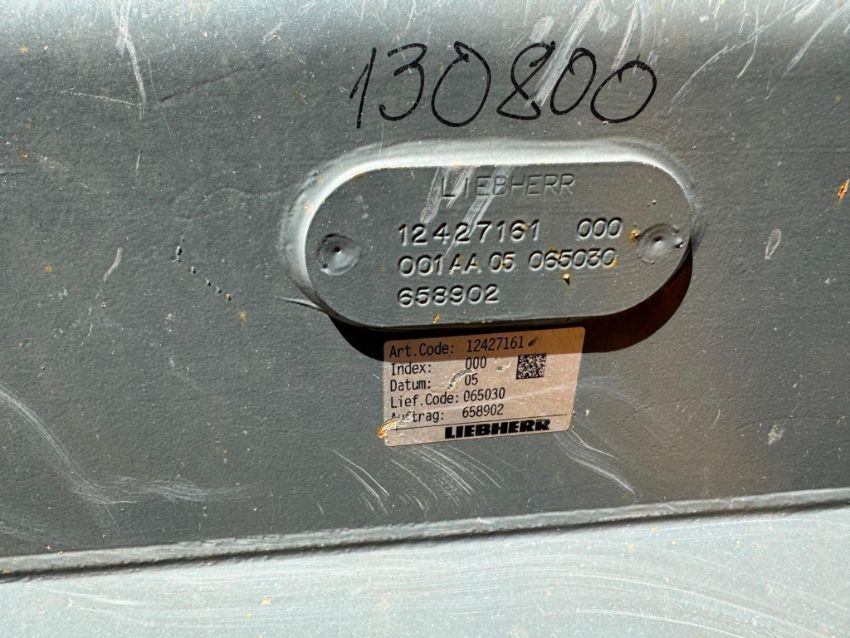 130800
LIEBHERR
12427161 000
001AA 05 065030
658902
Art.Code: 12427161
Index: 000
Datum: 05
Lief.Code: 065030
Auftrag: 658902
LIEBHERR